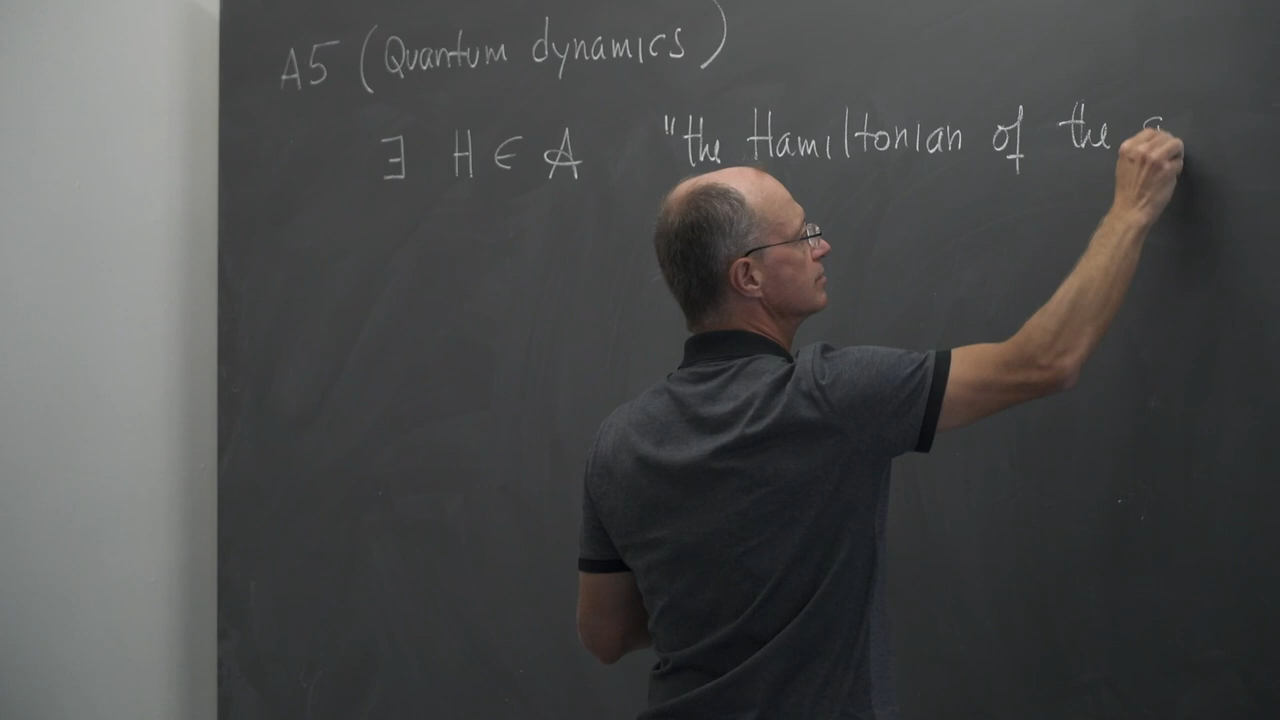 A5 (Quantum dynamics)
∃ H ∈ 𝔸 "the Hamiltonian of the